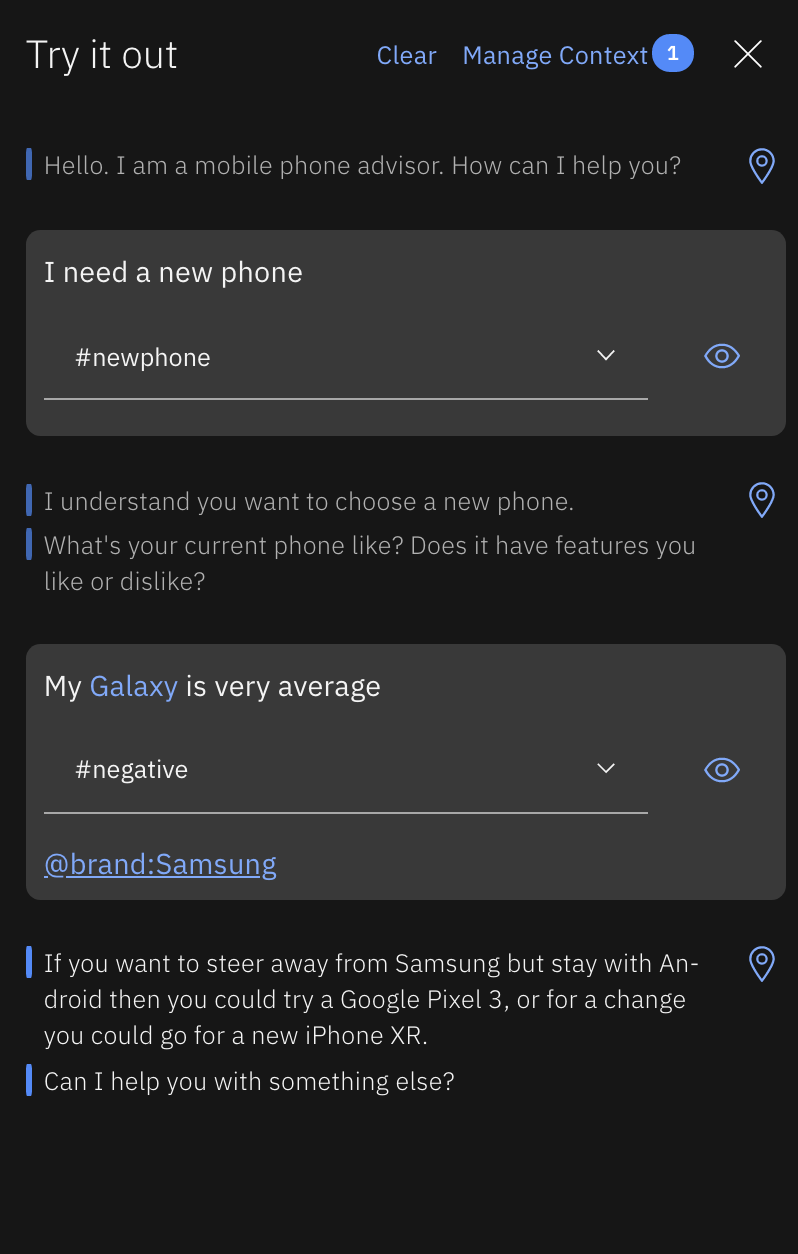 Try it out
Clear Manage Context 1
Hello. I am a mobile phone advisor. How can I help you?
I need a new phone
#newphone
I understand you want to choose a new phone.
What's your current phone like? Does it have features you
like or dislike?
My Galaxy is very average
#negative
@brand:Samsung
If you want to steer away from Samsung but stay with An-
droid then you could try a Google Pixel 3, or for a change
you could go for a new iPhone XR.
Can I help you with something else?